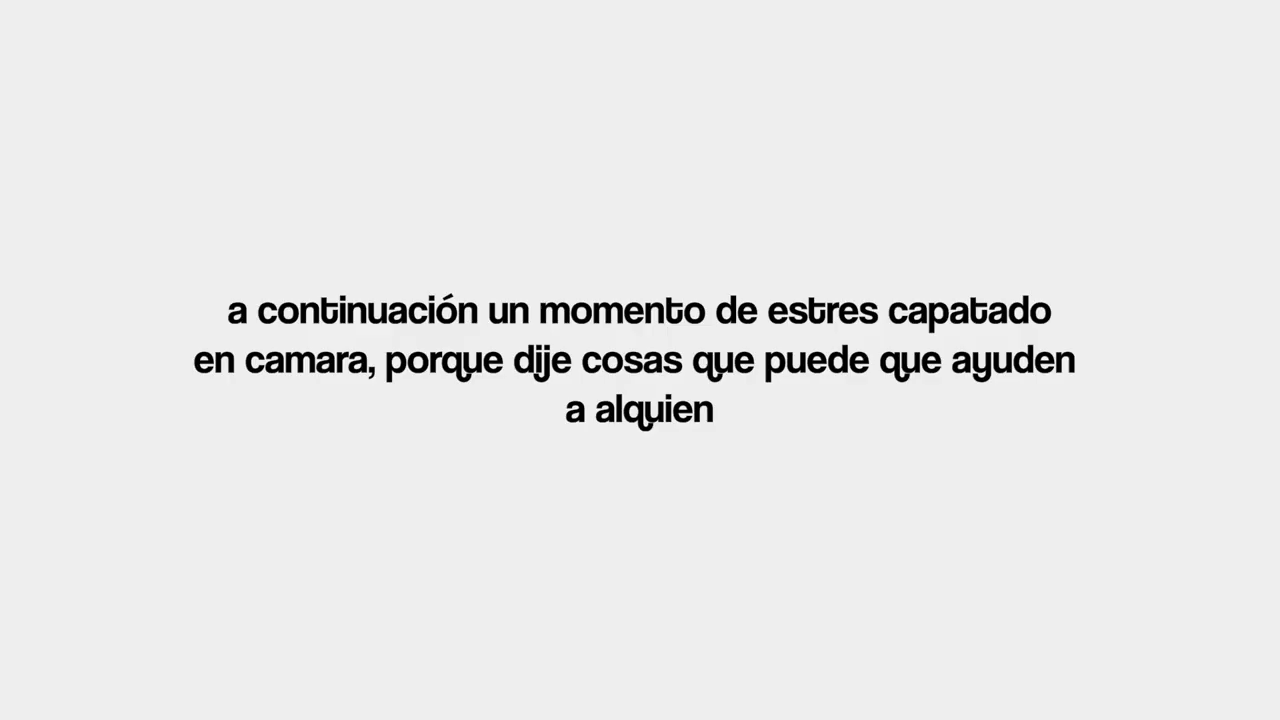 a continuación un momento de estres capatado
en camara, porque dije cosas que puede que ayuden
a alquien